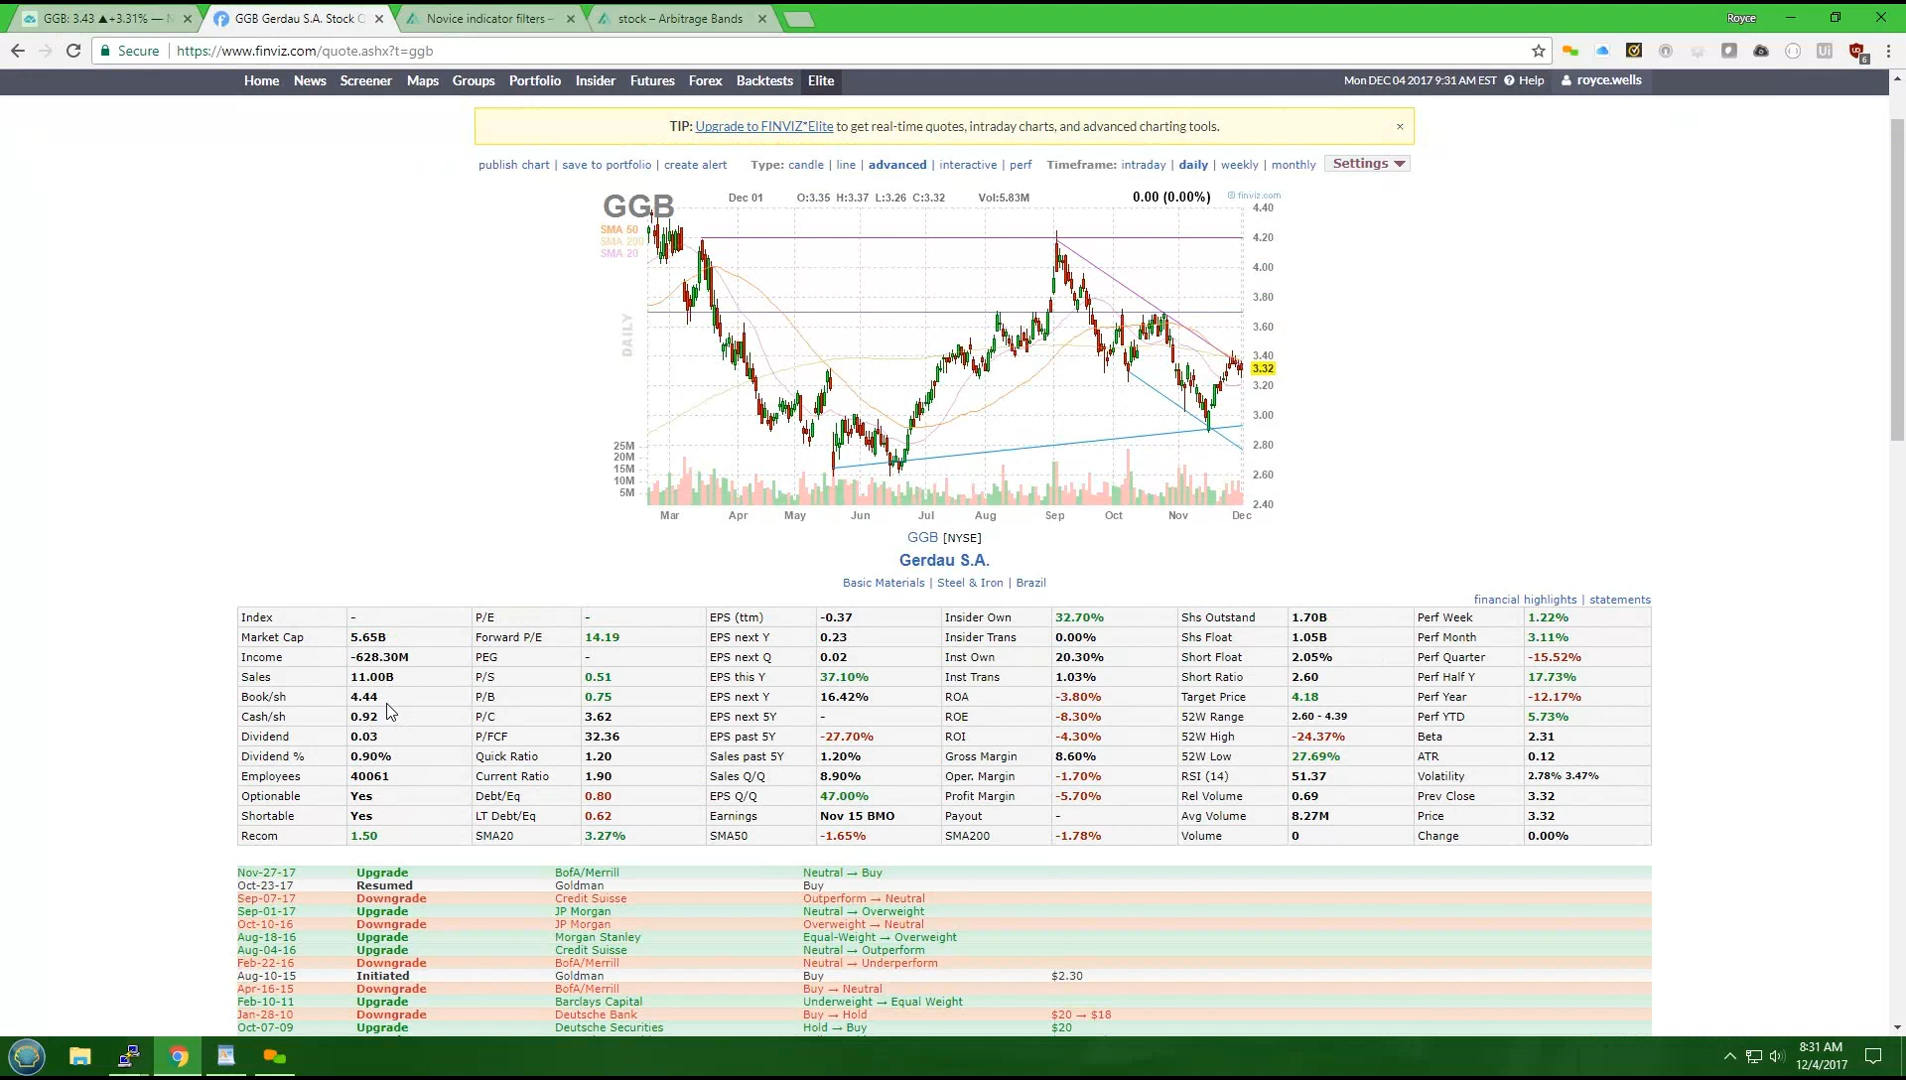 GGB: 3.43 ▲+3.31% — N
GGB Gerdau S.A. Stock Q
Novice indicator filters –
stock – Arbitrage Bands
Royce
Secure | https://www.finviz.com/quote.ashx?t=ggb
Home News Screener Maps Groups Portfolio Insider Futures Forex Backtests Elite
Mon DEC 04 2017 9:31 AM EST Help royce.wells
TIP: Upgrade to FINVIZ*Elite to get real-time quotes, intraday charts, and advanced charting tools. ×
publish chart | save to portfolio | create alert Type: candle | line | advanced | interactive | perf Timeframe: intraday | daily | weekly | monthly Settings
GGB Dec 01 O:3.35 H:3.37 L:3.26 C:3.32 Vol:5.83M 0.00 (0.00%) © finviz.com
SMA 50
SMA 200
SMA 20
DAILY
4.40
4.20
4.00
3.80
3.60
3.40
3.32
3.20
3.00
2.80
2.60
2.40
25M
20M
15M
10M
5M
Mar Apr May Jun Jul Aug Sep Oct Nov Dec
GGB [NYSE]
Gerdau S.A.
Basic Materials | Steel & Iron | Brazil
financial highlights | statements
Index - P/E - EPS (ttm) -0.37 Insider Own 32.70% Shs Outstand 1.70B Perf Week 1.22%
Market Cap 5.65B Forward P/E 14.19 EPS next Y 0.23 Insider Trans 0.00% Shs Float 1.05B Perf Month 3.11%
Income -628.30M PEG - EPS next Q 0.02 Inst Own 20.30% Short Float 2.05% Perf Quarter -15.52%
Sales 11.00B P/S 0.51 EPS this Y 37.10% Inst Trans 1.03% Short Ratio 2.60 Perf Half Y 17.73%
Book/sh 4.44 P/B 0.75 EPS next Y 16.42% ROA -3.80% Target Price 4.18 Perf Year -12.17%
Cash/sh 0.92 P/C 3.62 EPS next 5Y - ROE -8.30% 52W Range 2.60 - 4.39 Perf YTD 5.73%
Dividend 0.03 P/FCF 32.36 EPS past 5Y -27.70% ROI -4.30% 52W High -24.37% Beta 2.31
Dividend % 0.90% Quick Ratio 1.20 Sales past 5Y 1.20% Gross Margin 8.60% 52W Low 27.69% ATR 0.12
Employees 40061 Current Ratio 1.90 Sales Q/Q 8.90% Oper. Margin -1.70% RSI (14) 51.37 Volatility 2.78% 3.47%
Optionable Yes Debt/Eq 0.80 EPS Q/Q 47.00% Profit Margin -5.70% Rel Volume 0.69 Prev Close 3.32
Shortable Yes LT Debt/Eq 0.62 Earnings Nov 15 BMO Payout - Avg Volume 8.27M Price 3.32
Recom 1.50 SMA20 3.27% SMA50 -1.65% SMA200 -1.78% Volume 0 Change 0.00%
Nov-27-17 Upgrade BofA/Merrill Neutral → Buy
Oct-23-17 Resumed Goldman Buy
Sep-07-17 Downgrade Credit Suisse Outperform → Neutral
Sep-01-17 Upgrade JP Morgan Neutral → Overweight
Oct-10-16 Downgrade JP Morgan Overweight → Neutral
Aug-18-16 Upgrade Morgan Stanley Equal-Weight → Overweight
Aug-04-16 Upgrade Credit Suisse Neutral → Outperform
Feb-22-16 Downgrade BofA/Merrill Neutral → Underperform
Aug-10-15 Initiated Goldman Buy $2.30
Apr-16-15 Downgrade BofA/Merrill Buy → Neutral
Feb-10-11 Upgrade Barclays Capital Underweight → Equal Weight
Jan-28-10 Downgrade Deutsche Bank Buy → Hold $20 → $18
Oct-07-09 Upgrade Deutsche Securities Hold → Buy $20
8:31 AM
12/4/2017